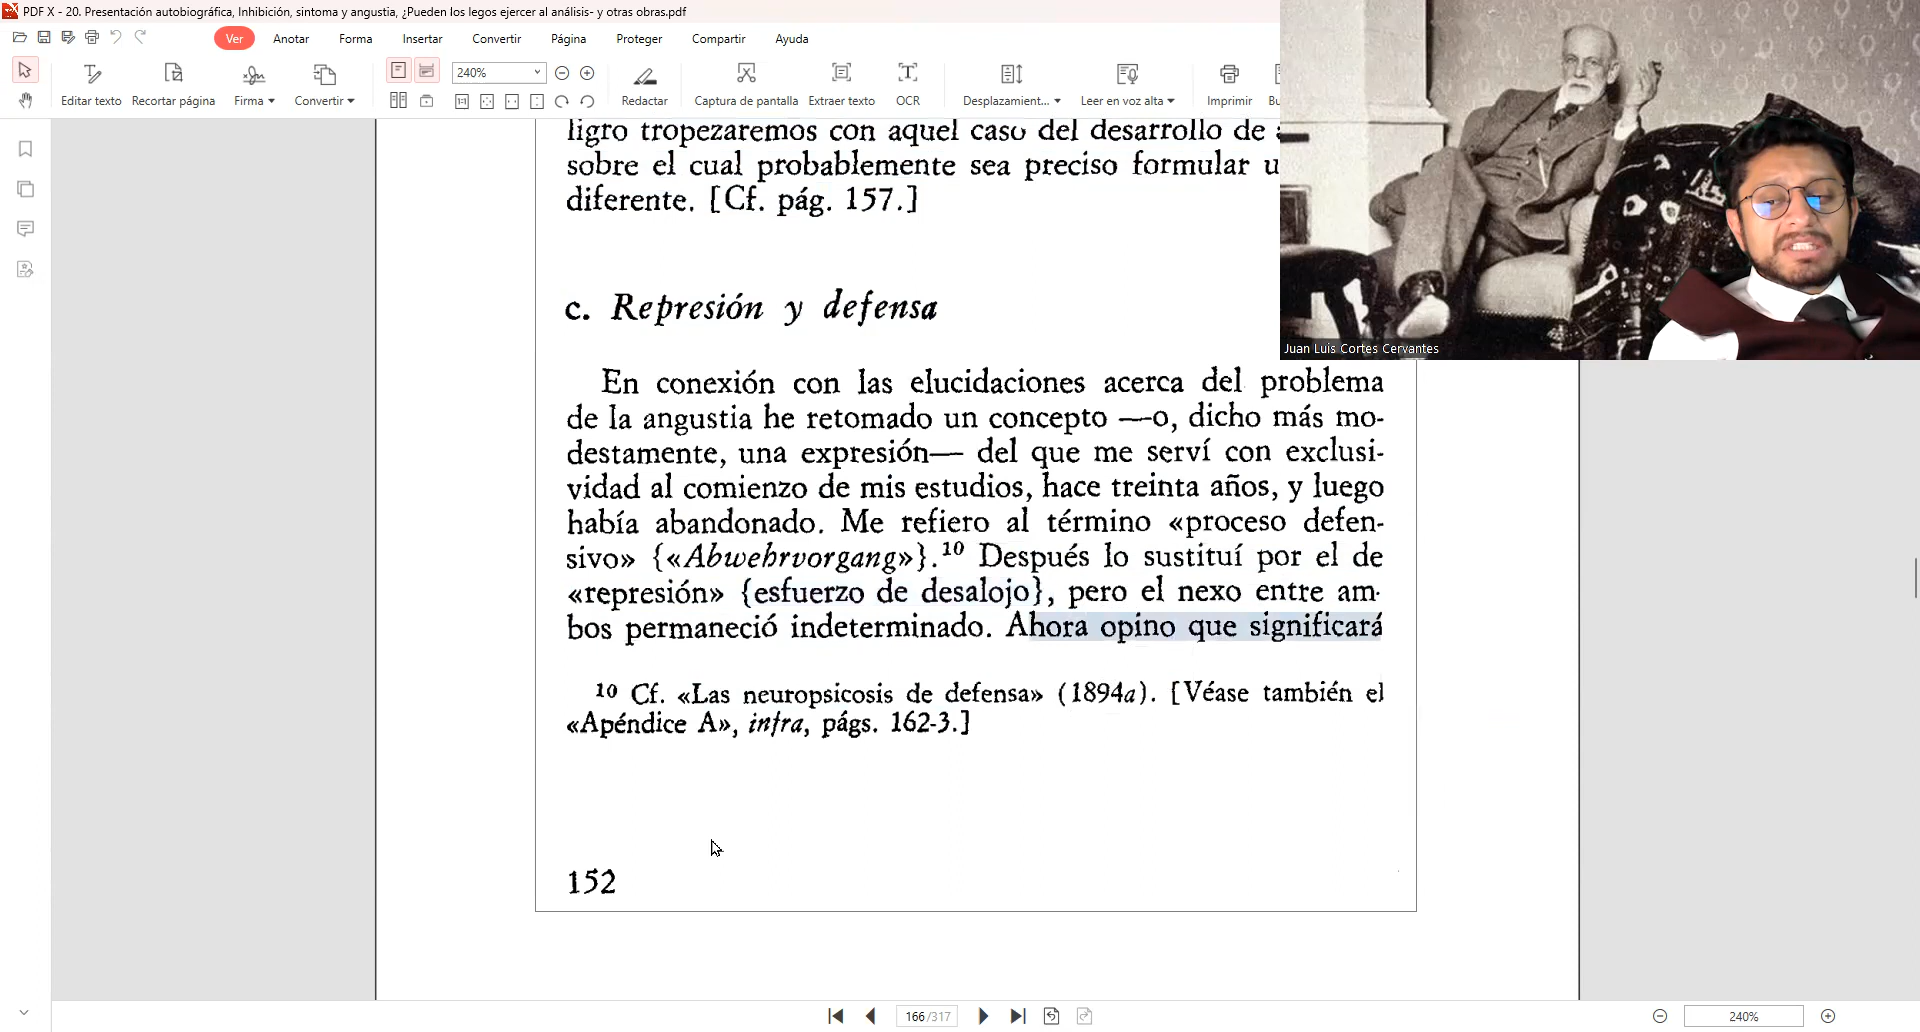 PDF X - 20. Presentación autobiográfica, Inhibición, sintoma y angustia, ¿Pueden los legos ejercer al análisis- y otras obras.pdf
Ver Anotar Forma Insertar Convertir Página Proteger Compartir Ayuda
240%
Editar texto Recortar página Firma Convertir Redactar Captura de pantalla Extraer texto OCR Desplazamient... Leer en voz alta Imprimir Bu
ligro tropezaremos con aquel caso del desarrollo de
sobre el cual probablemente sea preciso formular u
diferente. [Cf. pág. 157.]
Juan Luis Cortes Cervantes
c. Represión y defensa
En conexión con las elucidaciones acerca del problema
de la angustia he retomado un concepto —o, dicho más mo-
destamente, una expresión— del que me serví con exclusi-
vidad al comienzo de mis estudios, hace treinta años, y luego
había abandonado. Me refiero al término «proceso defen-
sivo» {«Abwehrvorgang»}.10 Después lo sustituí por el de
«represión» {esfuerzo de desalojo}, pero el nexo entre am-
bos permaneció indeterminado. Ahora opino que significará
10 Cf. «Las neuropsicosis de defensa» (1894a). [Véase también el
«Apéndice A», infra, págs. 162-3.]
152
166/317
240%